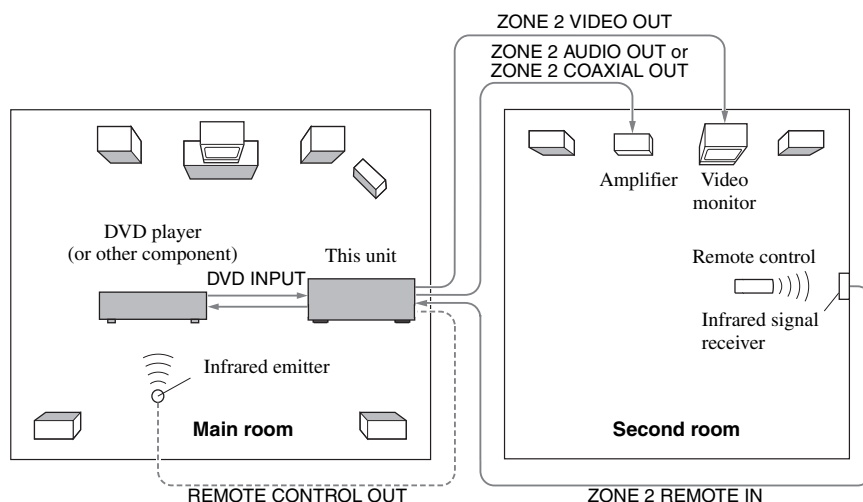 ZONE 2 VIDEO OUT
ZONE 2 AUDIO OUT or
ZONE 2 COAXIAL OUT
Amplifier
Video
monitor
DVD player
(or other component)
This unit
DVD INPUT
Remote control
Infrared signal
receiver
Infrared emitter
Main room
Second room
REMOTE CONTROL OUT
ZONE 2 REMOTE IN